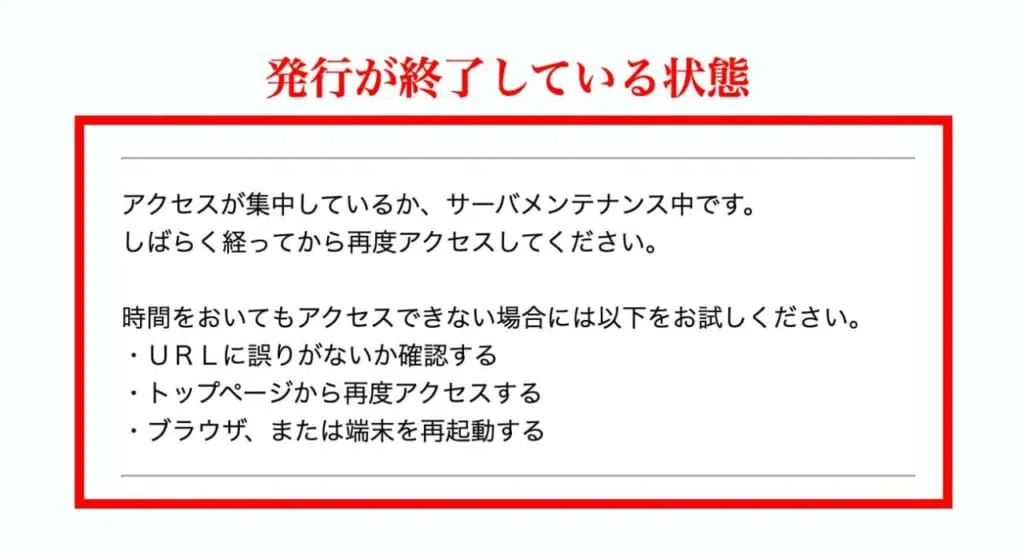 発行が終了している状態
アクセスが集中しているか、サーバメンテナンス中です。
しばらく経ってから再度アクセスしてください。
時間をおいてもアクセスできない場合には以下をお試しください。
・ＵＲＬに誤りがないか確認する
・トップページから再度アクセスする
・ブラウザ、または端末を再起動する